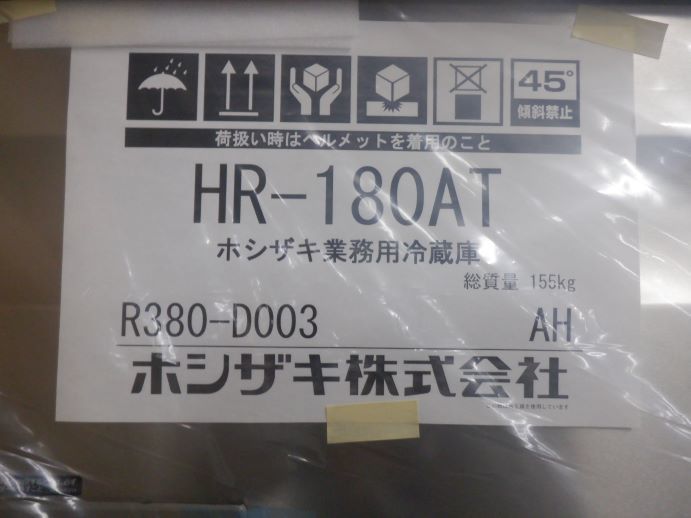 45°
傾斜禁止
荷扱い時はヘルメットを着用のこと
HR-180AT
ホシザキ業務用冷蔵庫
総質量 155kg
R380-D003 AH
ホシザキ株式会社